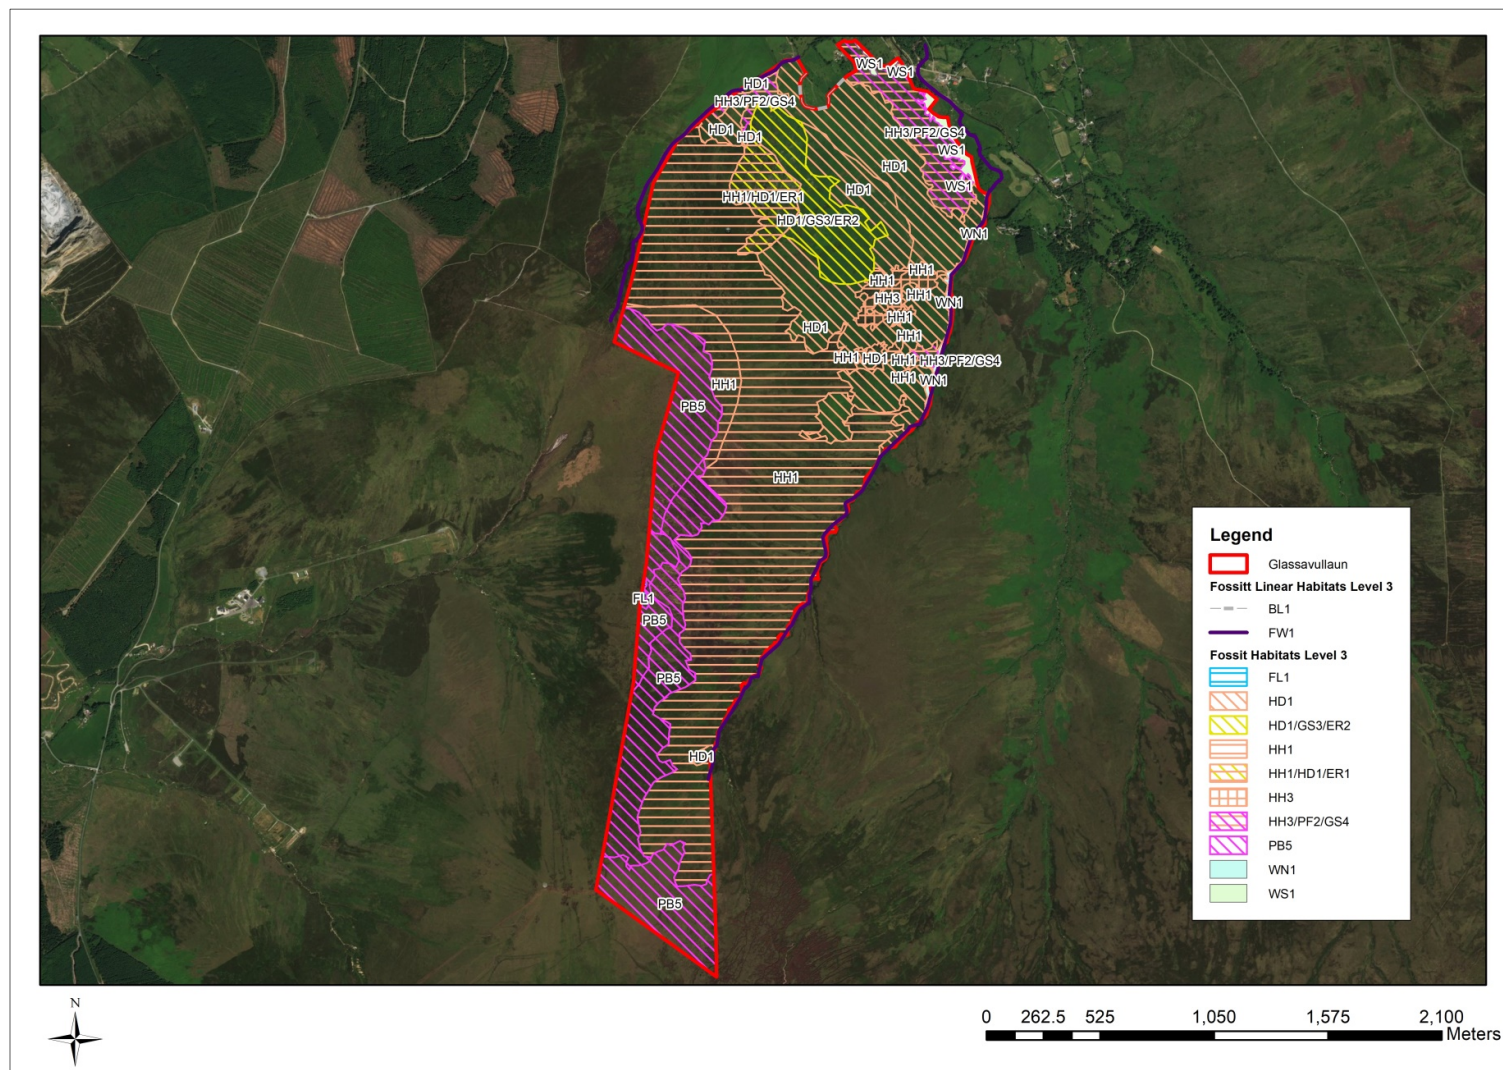 WS1
WS1
HD1
HH3/PF2/GS4
HD1
HD1
HH3/PF2/GS4
WS1
HD1
WS1
HD1
HH1/HD1/ER1
HD1/GS3/ER2
WN1
HH1
HH1
HH3
HH1
WN1
HH1
HD1
HH1
HH1
HD1
HH1
HH3/PF2/GS4
HH1
WN1
HH1
PB5
HH1
FL1
PB5
PB5
HD1
PB5
Legend
Glassavullaun
Fossitt Linear Habitats Level 3
BL1
FW1
Fossit Habitats Level 3
FL1
HD1
HD1/GS3/ER2
HH1
HH1/HD1/ER1
HH3
HH3/PF2/GS4
PB5
WN1
WS1
N
0 262.5 525 1,050 1,575 2,100
Meters